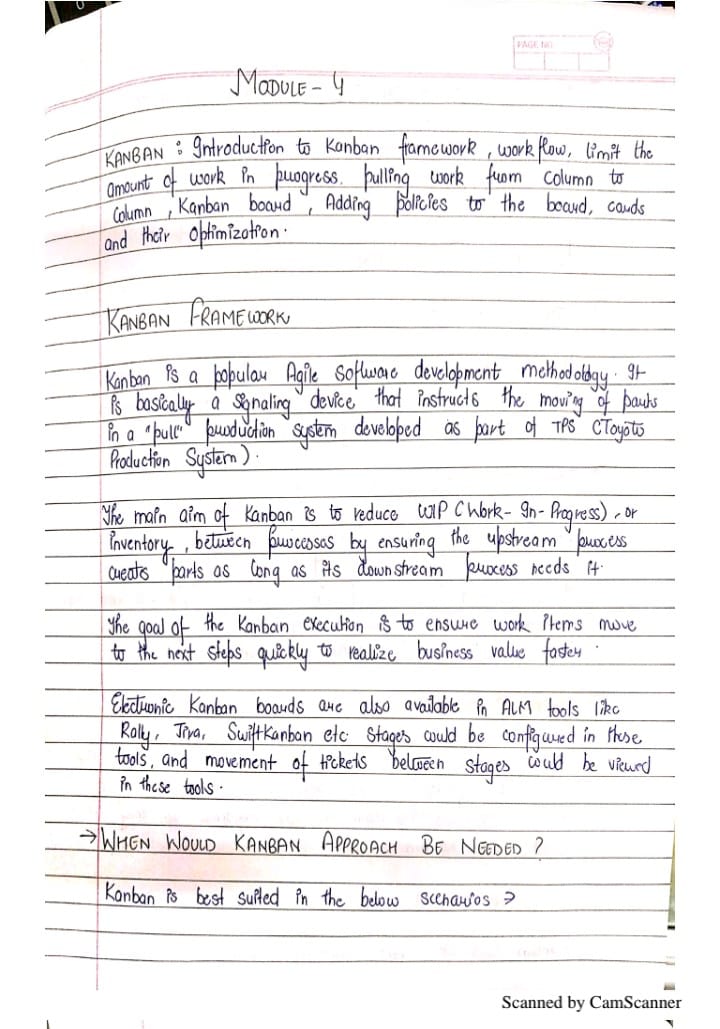 PAGE NO.
MODULE - 4
KANBAN : Introduction to Kanban framework, workflow, limit the
amount of work in progress. pulling work from column to
column, Kanban board, Adding policies to the board, cards
and their Optimization.
KANBAN FRAMEWORK
Kanban is a popular Agile Software development methodology. It
is basically a signaling device that instructs the moving of parts
in a "pull" production system developed as part of TPS (Toyota
Production System).
The main aim of Kanban is to reduce WIP (Work-In-Progress), or
inventory, between processes by ensuring the upstream process
creats parts as long as its downstream process needs it.
The goal of the Kanban execution is to ensure work items move
to the next steps quickly to realize business value faster.
Electronic Kanban boards are also available in ALM tools like
Rally, Jira, SwiftKanban etc. Stages could be configured in these
tools, and movement of tickets between stages could be viewed
in these tools.
→ WHEN WOULD KANBAN APPROACH BE NEEDED ?
Kanban is best suited in the below scenarios →
Scanned by CamScanner